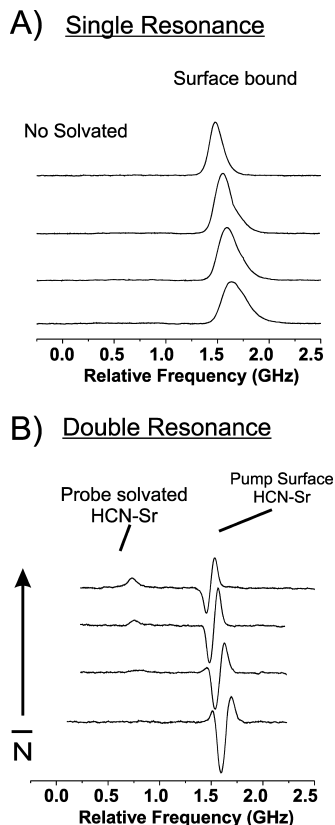 A) Single Resonance
Surface bound
No Solvated
0.0 0.5 1.0 1.5 2.0 2.5
Relative Frequency (GHz)
B) Double Resonance
Pump Surface
HCN-Sr
Probe solvated
HCN-Sr
N
0.0 0.5 1.0 1.5 2.0 2.5
Relative Frequency (GHz)